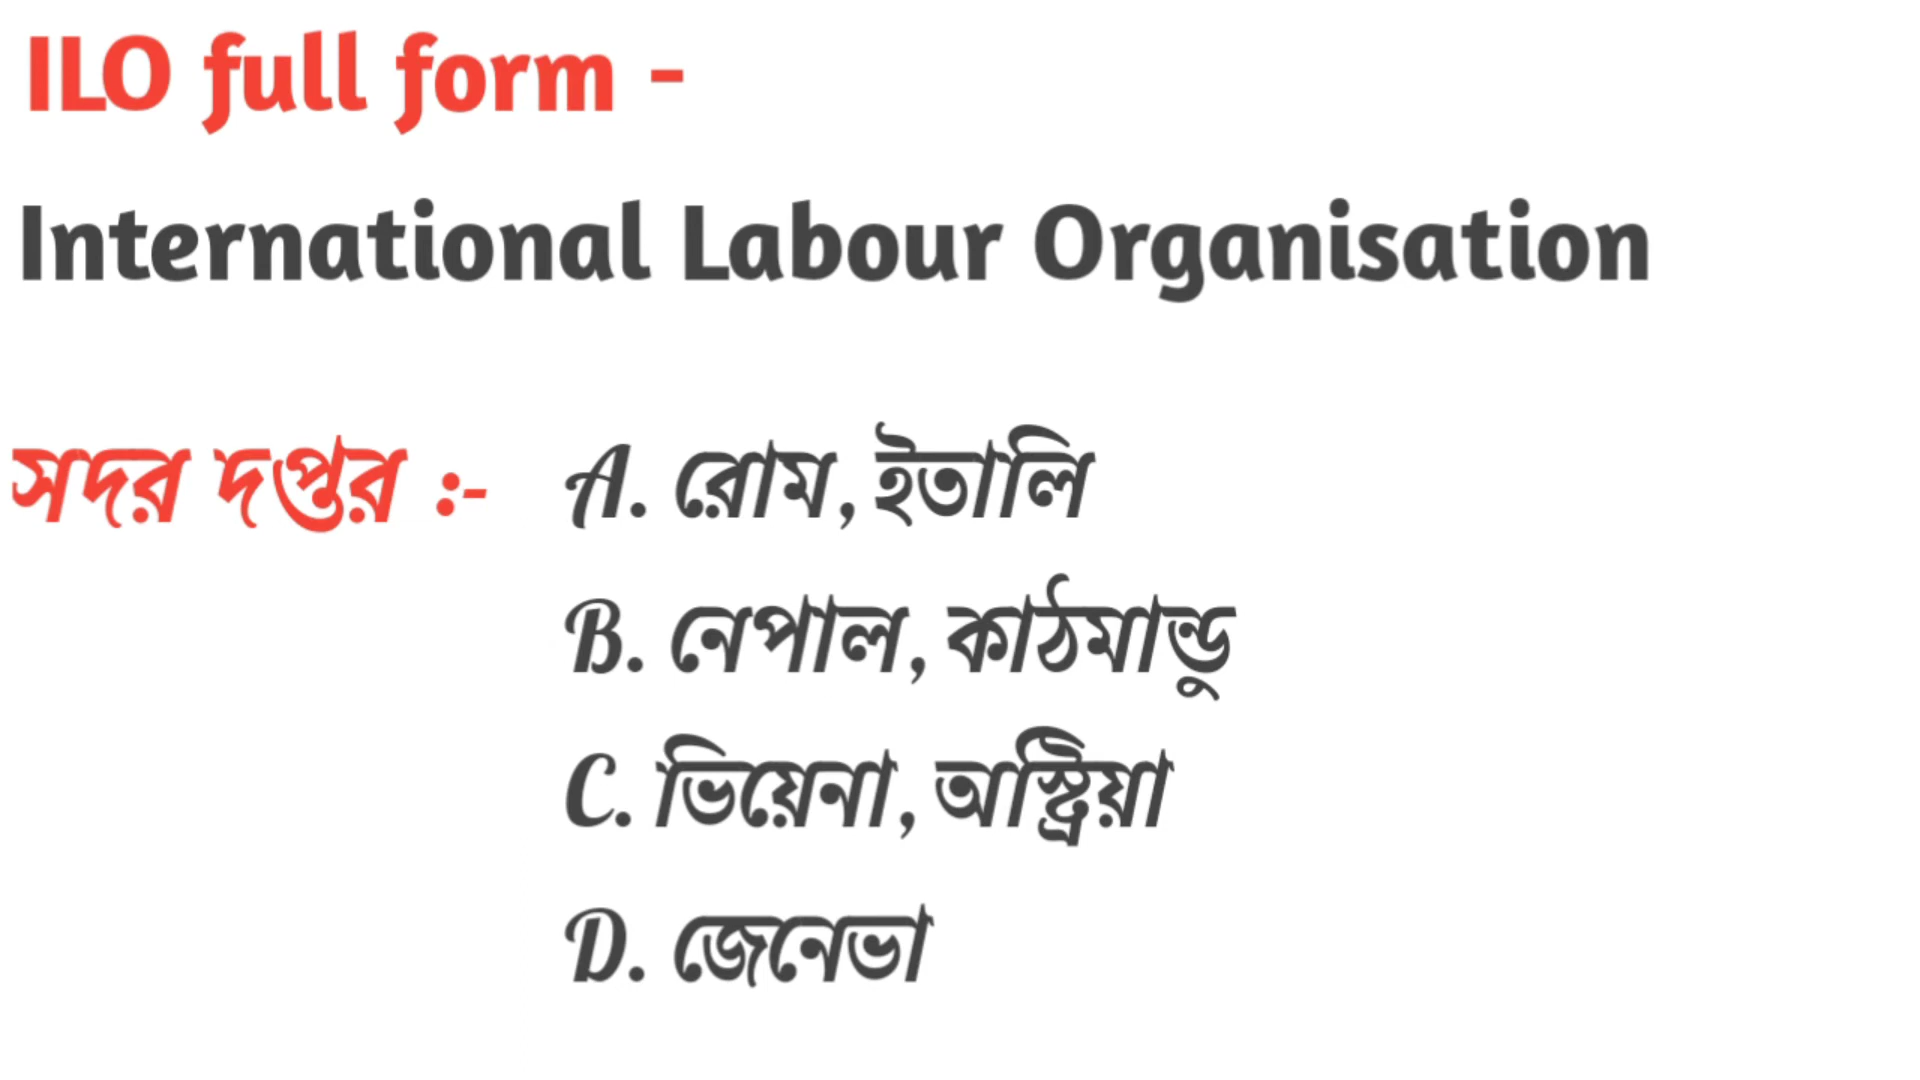 ILO full form -
International Labour Organisation
সদর দপ্তর :- A. রোম, ইতালি
B. নেপাল, কাঠমান্ডু
C. ভিয়েনা, অস্ট্রিয়া
D. জেনেভা